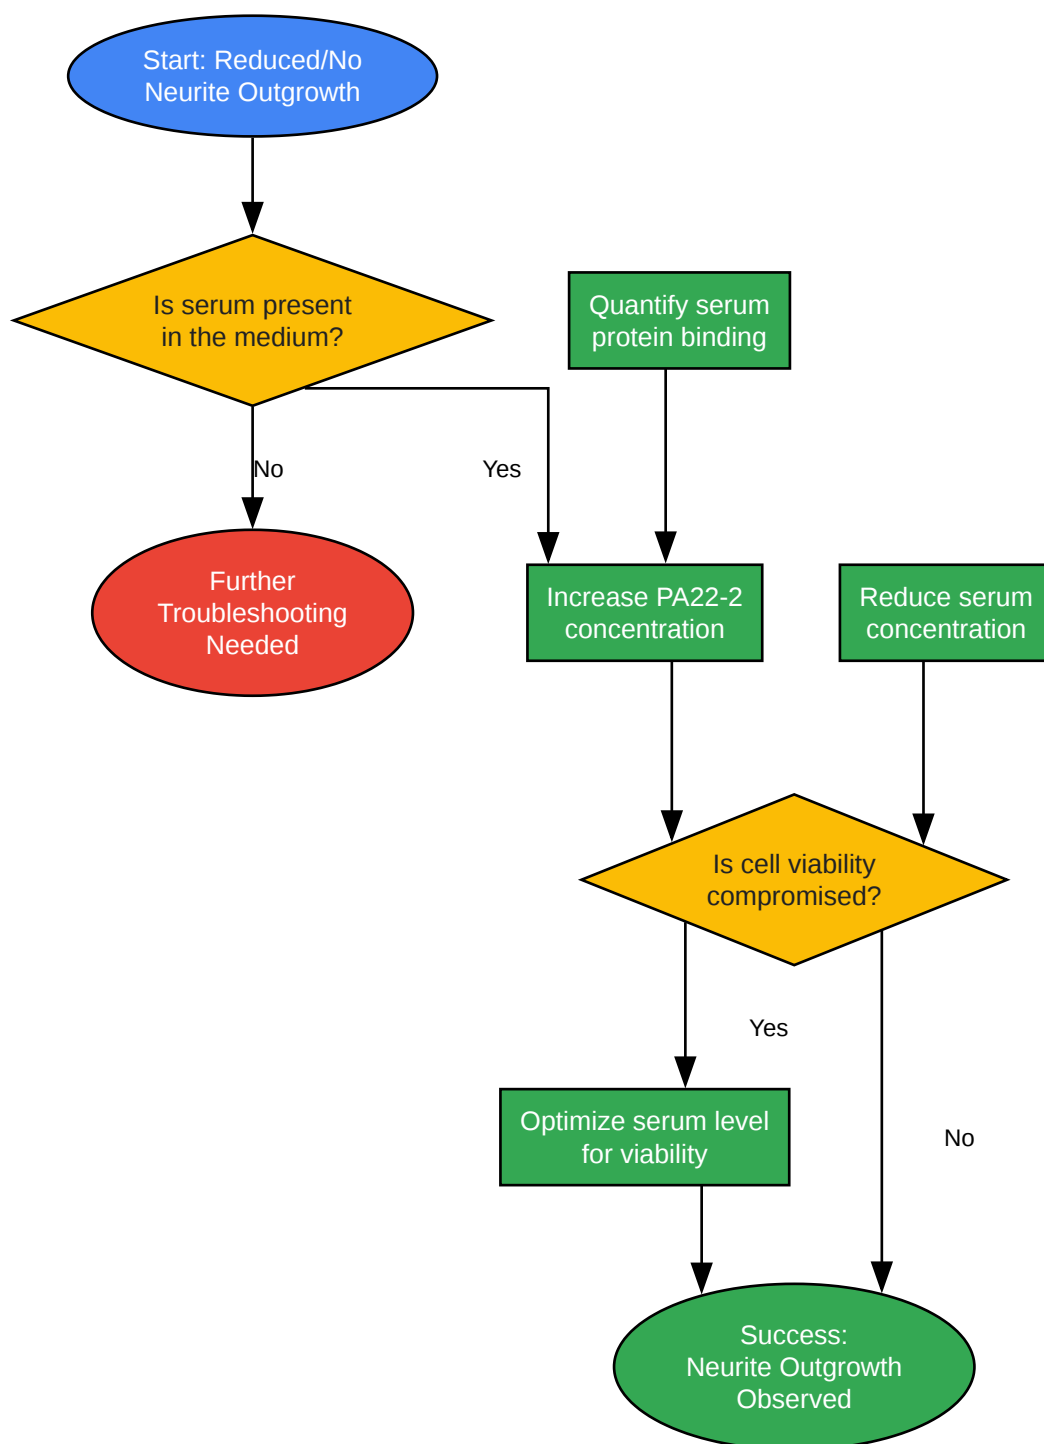 Start: Reduced/No
Neurite Outgrowth
Is serum present
in the medium?
Quantify serum
protein binding
No
Yes
Further
Troubleshooting
Needed
Increase PA22-2
concentration
Reduce serum
concentration
Is cell viability
compromised?
Yes
Optimize serum level
for viability
No
Success:
Neurite Outgrowth
Observed